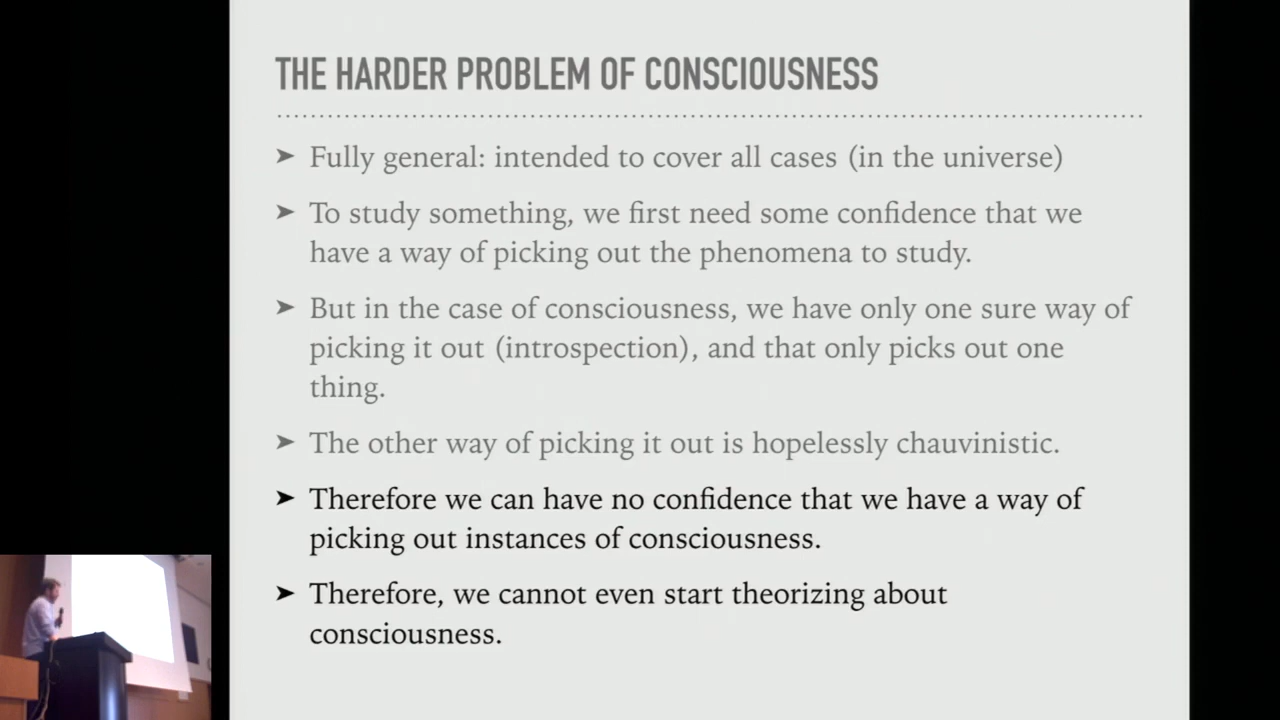 THE HARDER PROBLEM OF CONSCIOUSNESS
➤ Fully general: intended to cover all cases (in the universe)
➤ To study something, we first need some confidence that we
have a way of picking out the phenomena to study.
➤ But in the case of consciousness, we have only one sure way of
picking it out (introspection), and that only picks out one
thing.
➤ The other way of picking it out is hopelessly chauvinistic.
➤ Therefore we can have no confidence that we have a way of
picking out instances of consciousness.
➤ Therefore, we cannot even start theorizing about
consciousness.